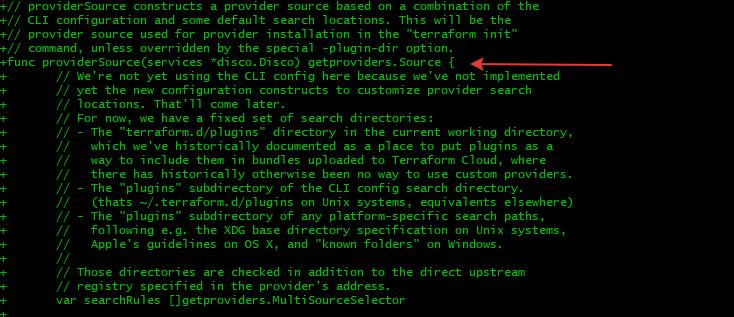 +// providerSource constructs a provider source based on a combination of the
+// CLI configuration and some default search locations. This will be the
+// provider source used for provider installation in the "terraform init"
+// command, unless overridden by the special -plugin-dir option.
+func providerSource(services *disco.Disco) getproviders.Source {
+       // We're not yet using the CLI config here because we've not implemented
+       // yet the new configuration constructs to customize provider search
+       // locations. That'll come later.
+       // For now, we have a fixed set of search directories:
+       // - The "terraform.d/plugins" directory in the current working directory,
+       //   which we've historically documented as a place to put plugins as a
+       //   way to include them in bundles uploaded to Terraform Cloud, where
+       //   there has historically otherwise been no way to use custom providers.
+       // - The "plugins" subdirectory of the CLI config search directory.
+       //   (thats ~/.terraform.d/plugins on Unix systems, equivalents elsewhere)
+       // - The "plugins" subdirectory of any platform-specific search paths,
+       //   following e.g. the XDG base directory specification on Unix systems,
+       //   Apple's guidelines on OS X, and "known folders" on Windows.
+       //
+       // Those directories are checked in addition to the direct upstream
+       // registry specified in the provider's address.
+       var searchRules []getproviders.MultiSourceSelector
+